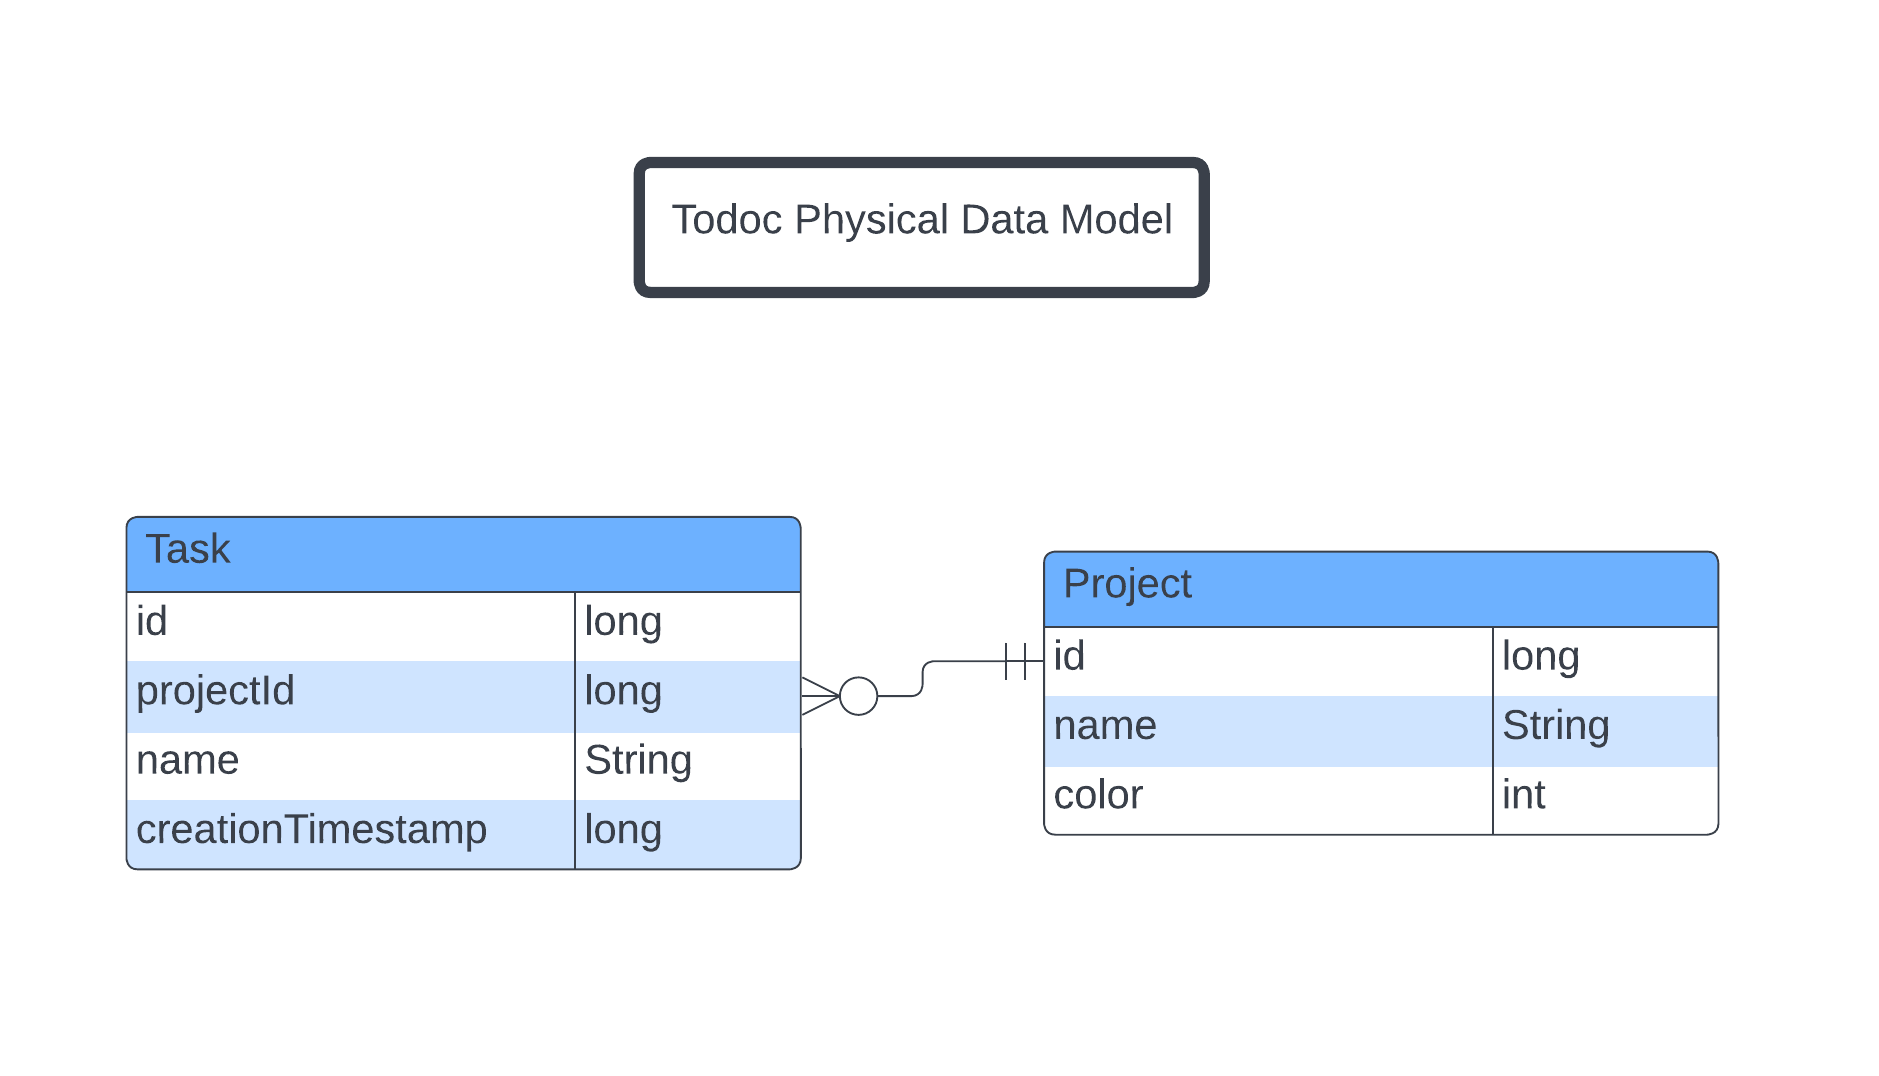 Todoc Physical Data Model
Task
id long
projectId long
name String
creationTimestamp long
Project
id long
name String
color int